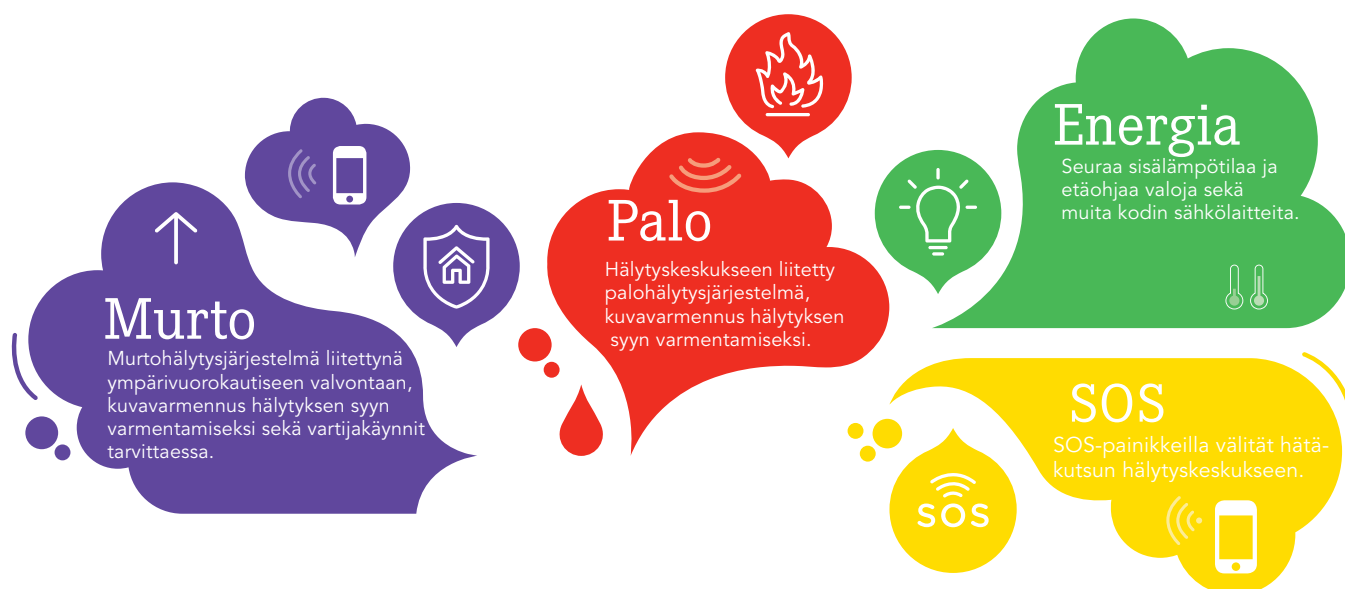 Murto
Murtohälytysjärjestelmä liitettynä
ympärivuorokautiseen valvontaan,
kuvavarmennus hälytyksen syyn
varmentamiseksi sekä vartijakäynnit
tarvittaessa.
Palo
Hälytyskeskukseen liitetty
palohälytysjärjestelmä,
kuvavarmennus hälytyksen
syyn varmentamiseksi.
Energia
Seuraa sisälämpötilaa ja
etäohjaa valoja sekä
muita kodin sähkölaitteita.
SOS
SOS-painikkeilla välität hätä-
kutsun hälytyskeskukseen.
sos